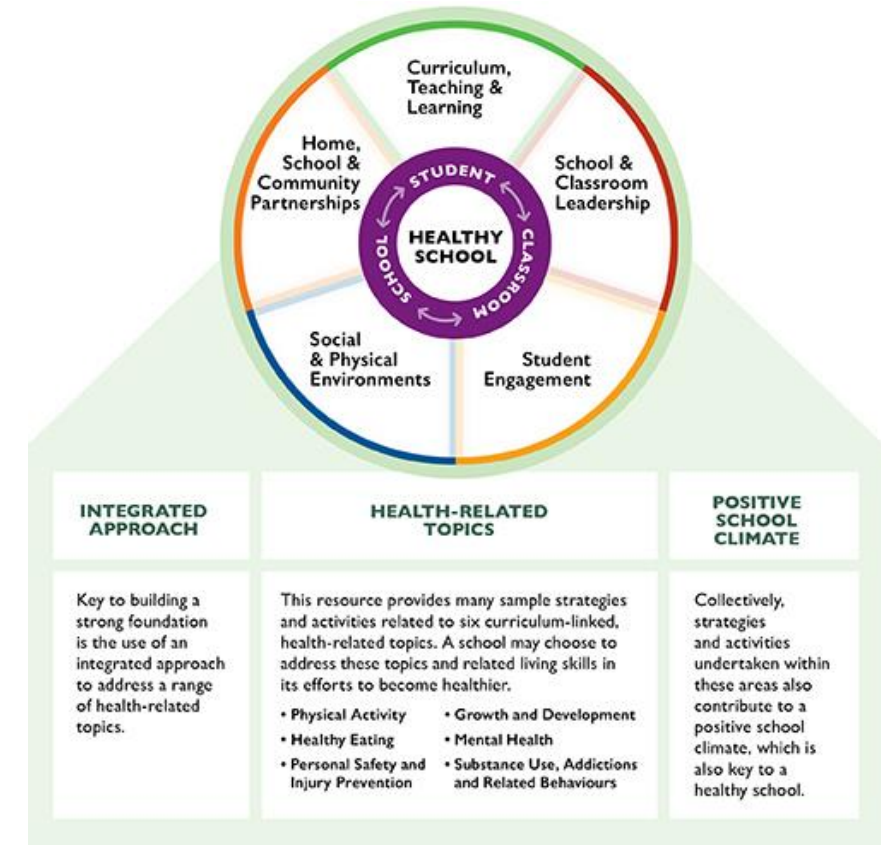 Curriculum,
Teaching &
Learning
Home,
School &
Community
Partnerships
School &
Classroom
Leadership
STUDENT
CLASSROOM
SCHOOL
HEALTHY
SCHOOL
Social
& Physical
Environments
Student
Engagement
INTEGRATED
APPROACH
Key to building a
strong foundation
is the use of an
integrated approach
to address a range
of health-related
topics.
HEALTH-RELATED
TOPICS
This resource provides many sample strategies
and activities related to six curriculum-linked,
health-related topics. A school may choose to
address these topics and related living skills in
its efforts to become healthier.
• Physical Activity
• Healthy Eating
• Personal Safety and
Injury Prevention
• Growth and Development
• Mental Health
• Substance Use, Addictions
and Related Behaviours
POSITIVE
SCHOOL
CLIMATE
Collectively,
strategies
and activities
undertaken within
these areas also
contribute to a
positive school
climate, which is
also key to a
healthy school.